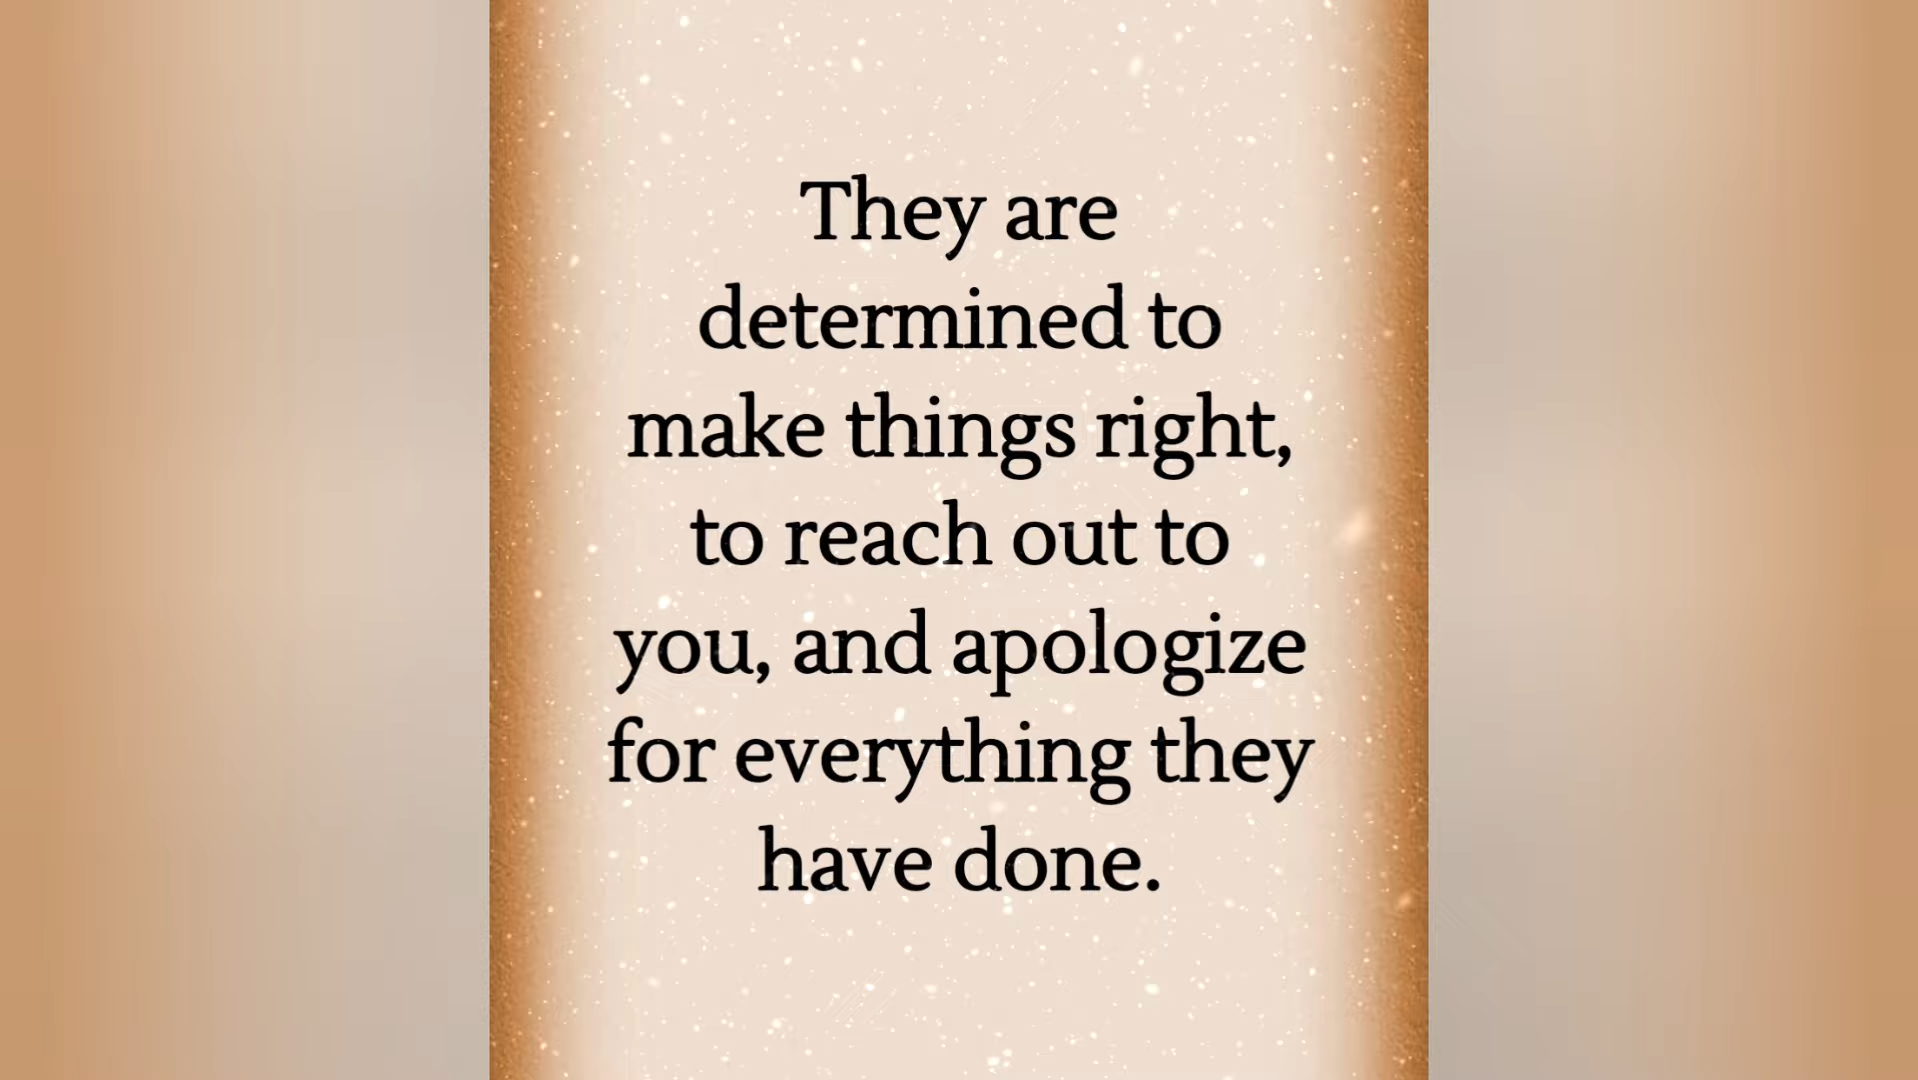 They are
determined to
make things right,
to reach out to
you, and apologize
for everything they
have done.